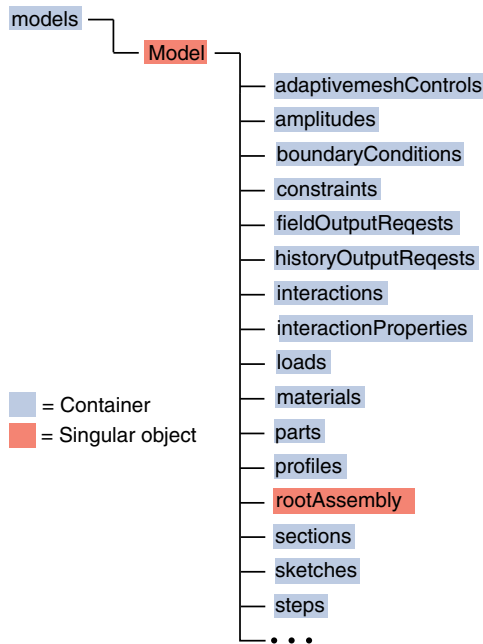 models
Model
adaptivemeshControls
amplitudes
boundaryConditions
constraints
fieldOutputReqests
historyOutputReqests
interactions
interactionProperties
loads
materials
parts
profiles
rootAssembly
sections
sketches
steps
• • •
= Container
= Singular object